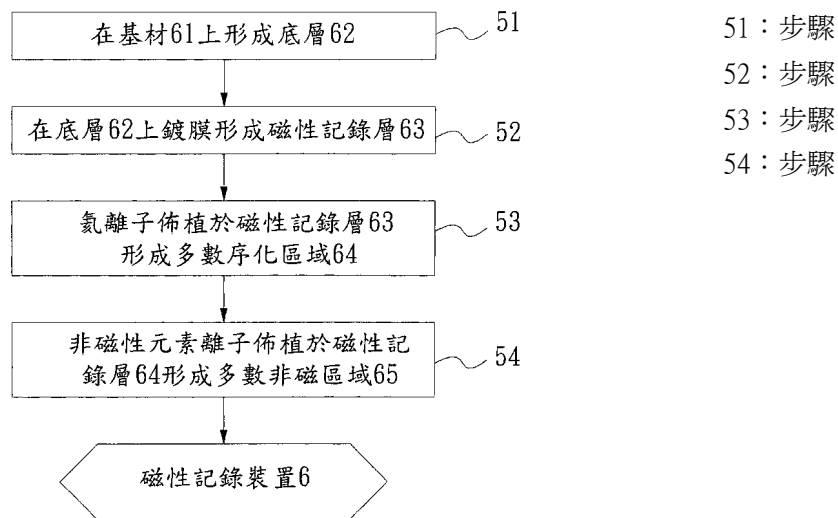 在基材61上形成底層62
51
在底層62上鍍膜形成磁性記錄層63
52
氦離子佈植於磁性記錄層63
形成多數序化區域64
53
非磁性元素離子佈植於磁性記
錄層64形成多數非磁區域65
54
磁性記錄裝置6
51：步驟
52：步驟
53：步驟
54：步驟